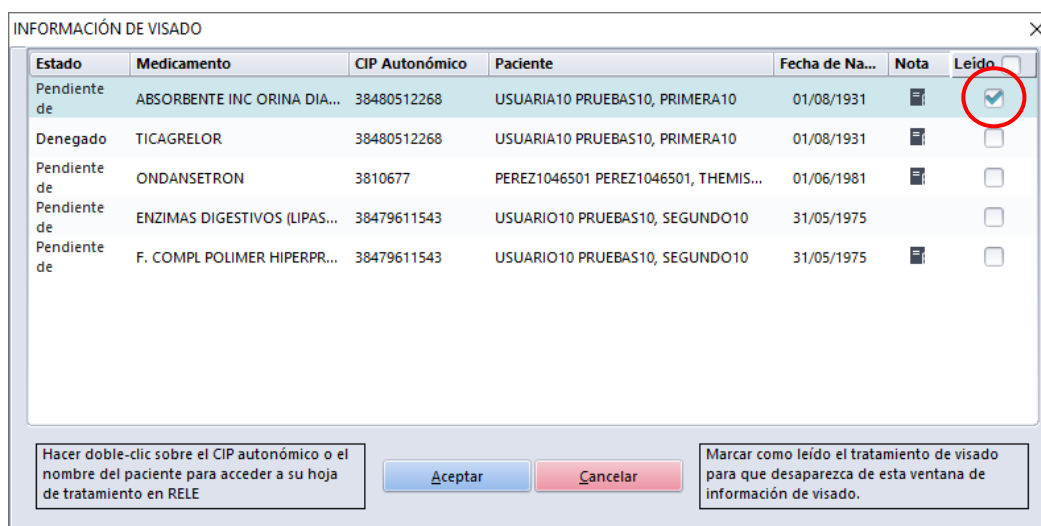 INFORMACIÓN DE VISADO
Estado Medicamento CIP Autonómico Paciente Fecha de Na... Nota Leído
Pendiente
de
ABSORBENTE INC ORINA DIA... 38480512268 USUARIA10 PRUEBAS10, PRIMERA10 01/08/1931
Denegado TICAGRELOR 38480512268 USUARIA10 PRUEBAS10, PRIMERA10 01/08/1931
Pendiente
de
ONDANSETRON 3810677 PEREZ1046501 PEREZ1046501, THEMIS... 01/06/1981
Pendiente
de
ENZIMAS DIGESTIVOS (LIPAS... 38479611543 USUARIO10 PRUEBAS10, SEGUNDO10 31/05/1975
Pendiente
de
F. COMPL POLIMER HIPERPR... 38479611543 USUARIO10 PRUEBAS10, SEGUNDO10 31/05/1975
Hacer doble-clic sobre el CIP autonómico o el
nombre del paciente para acceder a su hoja
de tratamiento en RELE
Aceptar
Cancelar
Marcar como leído el tratamiento de visado
para que desaparezca de esta ventana de
información de visado.